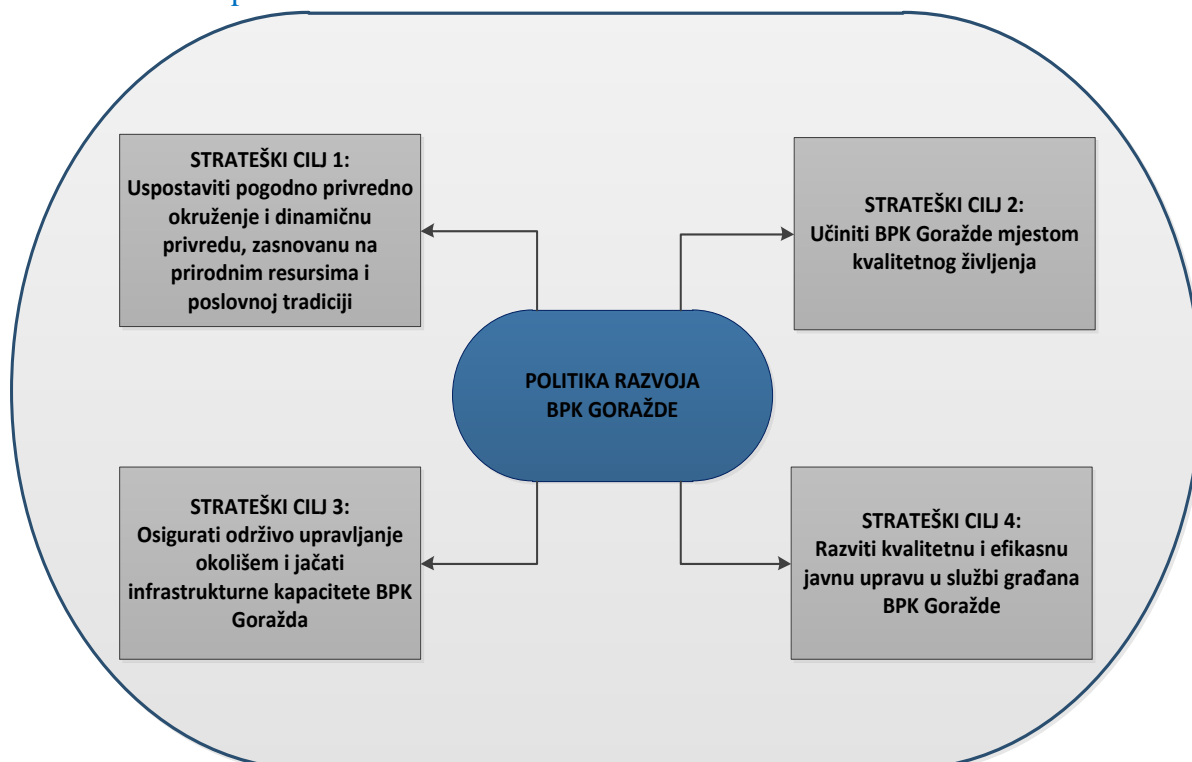 STRATEŠKI CILJ 1:
Uspostaviti pogodno privredno
okruženje i dinamičnu
privredu, zasnovanu na
prirodnim resursima i
poslovnoj tradiciji
STRATEŠKI CILJ 2:
Učiniti BPK Goražde mjestom
kvalitetnog življenja
POLITIKA RAZVOJA
BPK GORAŽDE
STRATEŠKI CILJ 3:
Osigurati održivo upravljanje
okolišem i jačati
infrastrukturne kapacitete BPK
Goražda
STRATEŠKI CILJ 4:
Razviti kvalitetnu i efikasnu
javnu upravu u službi građana
BPK Goražde